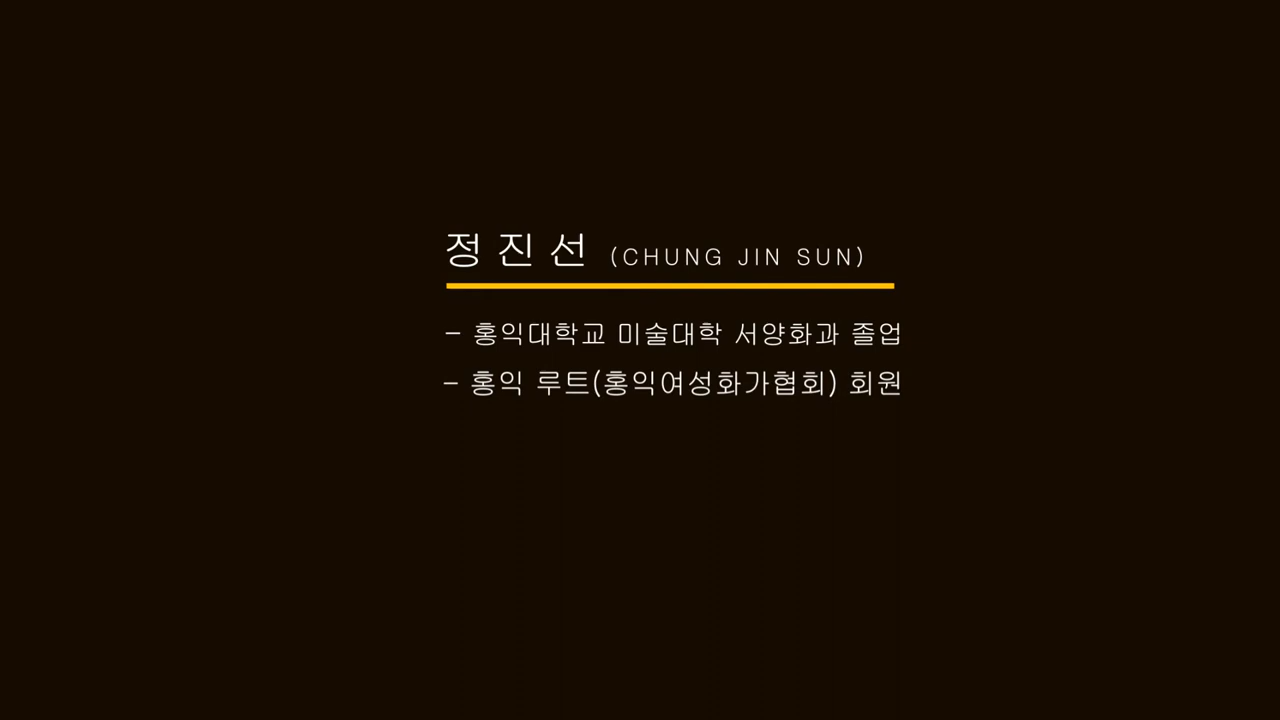 정 진 선 (CHUNG JIN SUN)
- 홍익대학교 미술대학 서양화과 졸업
- 홍익 루트(홍익여성화가협회) 회원